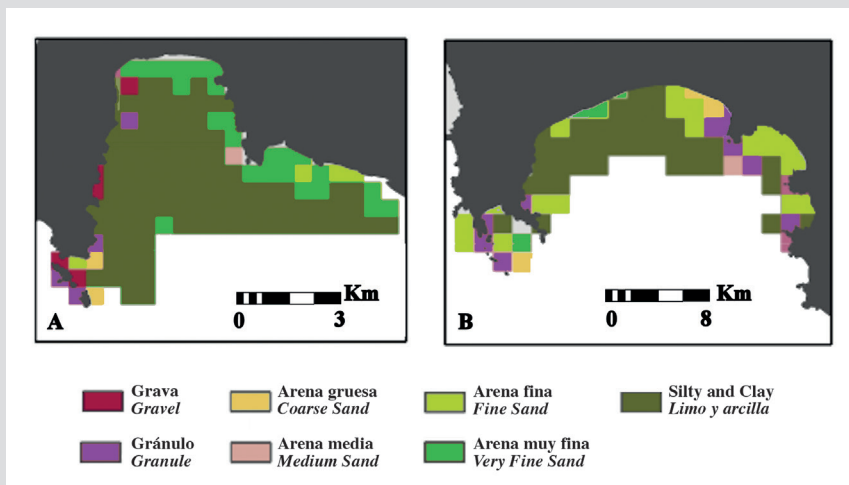 A
Km
0 3
B
Km
0 8
Grava
Gravel
Arena gruesa
Coarse Sand
Arena fina
Fine Sand
Silty and Clay
Limo y arcilla
Gránulo
Granule
Arena media
Medium Sand
Arena muy fina
Very Fine Sand